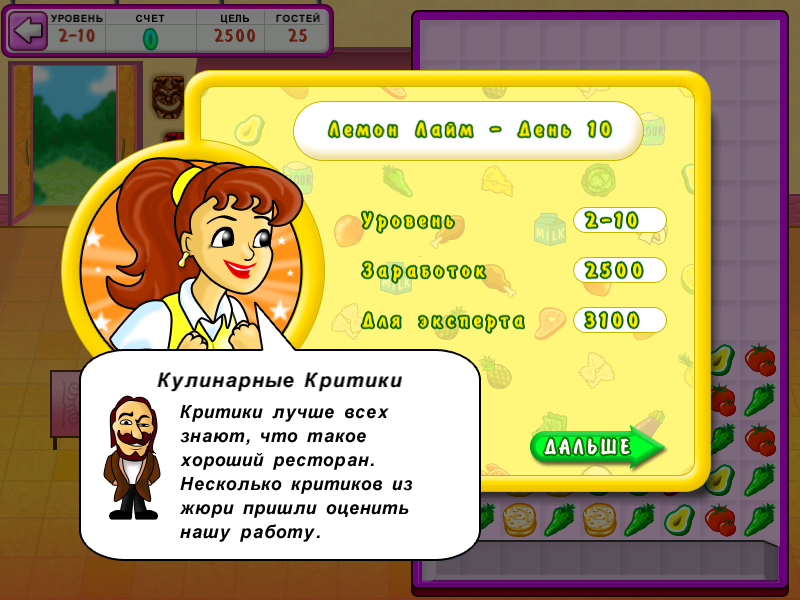 УРОВЕНЬ СЧЕТ ЦЕЛЬ ГОСТЕЙ
2-10 0 2500 25
Лемон Лайм - День 10
Уровень 2-10
Заработок 2500
Для эксперта 3100
ДАЛЬШЕ
Кулинарные Критики
Критики лучше всех
знают, что такое
хороший ресторан.
Несколько критиков из
жюри пришли оценить
нашу работу.
MILK
MILK